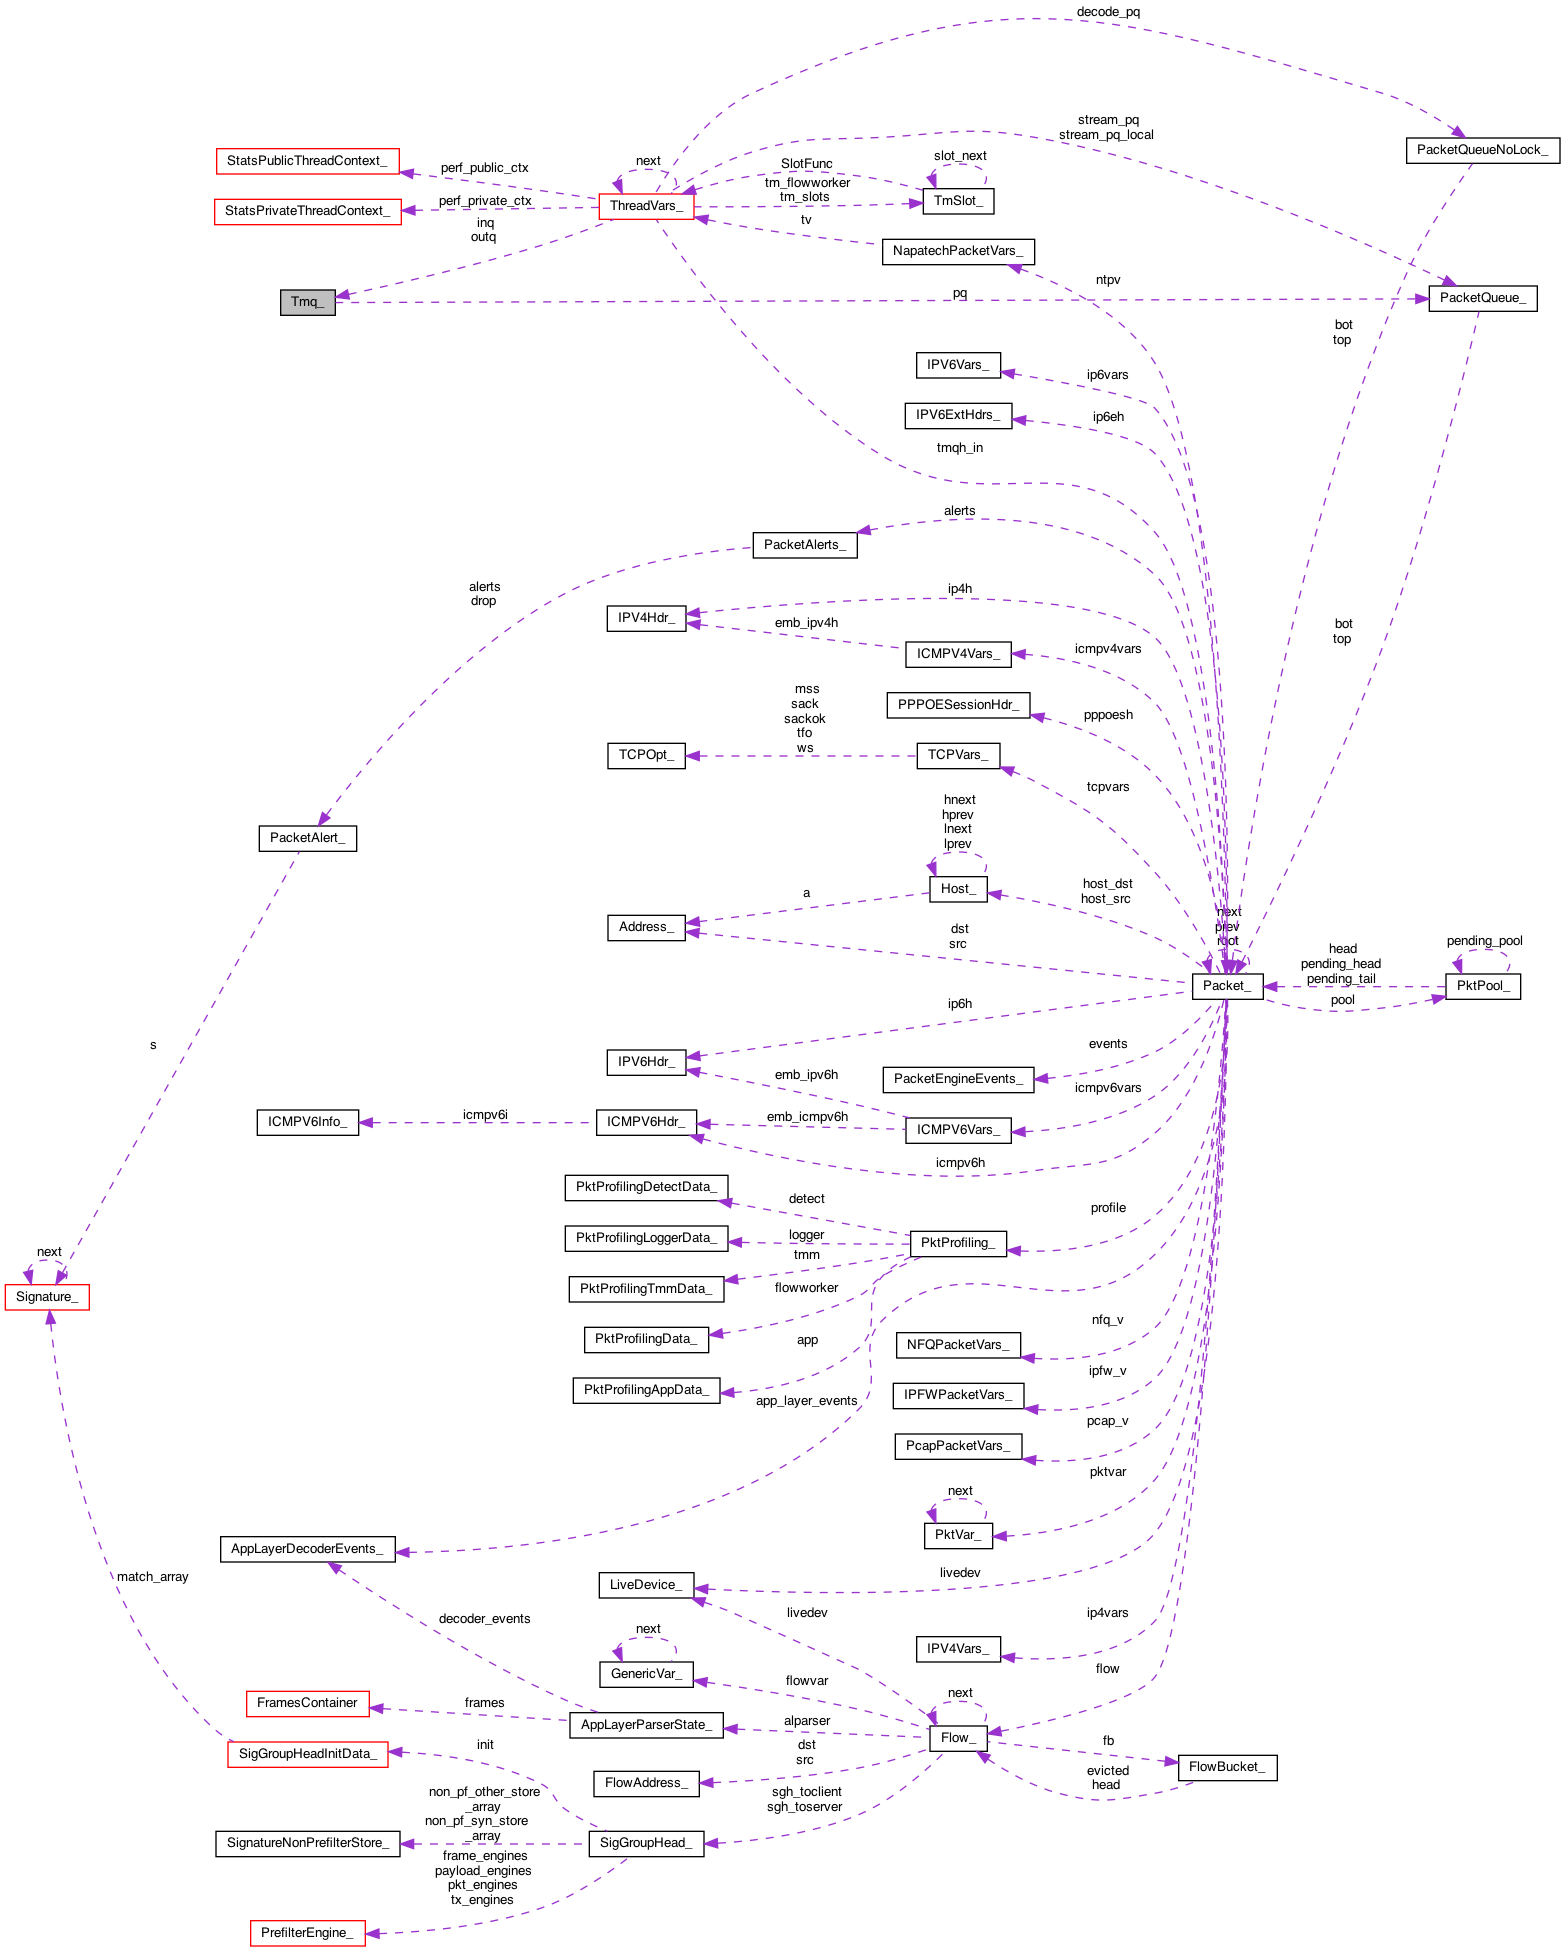 decode_pq
stream_pq
stream_pq_local
PacketQueueNoLock_
StatsPublicThreadContext_
perf_public_ctx
next
SlotFunc
slot_next
tm_flowworker
tm_slots
StatsPrivateThreadContext_
perf_private_ctx
ThreadVars_
TmSlot_
inq
outq
tv
NapatechPacketVars_
ntpv
Tmq_
pq
PacketQueue_
bot
top
IPV6Vars_
ip6vars
IPV6ExtHdrs_
ip6eh
tmqh_in
alerts
PacketAlerts_
alerts
drop
ip4h
IPV4Hdr_
emb_ipv4h
ICMPV4Vars_
icmpv4vars
bot
top
mss
sack
sackok
tfo
ws
PPPOESessionHdr_
pppoesh
TCPOpt_
TCPVars_
tcpvars
hnext
hprev
lnext
lprev
PacketAlert_
Host_
host_dst
host_src
a
Address_
dst
src
next
prev
root
head
pending_head
pending_tail
pending_pool
Packet_
PktPool_
pool
ip6h
s
IPV6Hdr_
events
PacketEngineEvents_
emb_ipv6h
icmpv6vars
ICMPV6Info_
icmpv6i
ICMPV6Hdr_
emb_icmpv6h
ICMPV6Vars_
icmpv6h
PktProfilingDetectData_
detect
profile
PktProfilingLoggerData_
logger
PktProfiling_
tmm
next
Signature_
PktProfilingTmmData_
flowworker
PktProfilingData_
app
NFQPacketVars_
nfq_v
PktProfilingAppData_
app_layer_events
IPFWPacketVars_
ipfw_v
PcapPacketVars_
pcap_v
next
pktvar
PktVar_
AppLayerDecoderEvents_
match_array
LiveDevice_
livedev
livedev
decoder_events
next
GenericVar_
flowvar
IPV4Vars_
ip4vars
flow
next
FramesContainer
frames
AppLayerParserState_
alparser
Flow_
fb
FlowBucket_
evicted
head
SigGroupHeadInitData_
init
FlowAddress_
dst
src
sgh_toclient
sgh_toserver
non_pf_other_store
_array
non_pf_syn_store
_array
SignatureNonPrefilterStore_
SigGroupHead_
frame_engines
payload_engines
pkt_engines
tx_engines
PrefilterEngine_